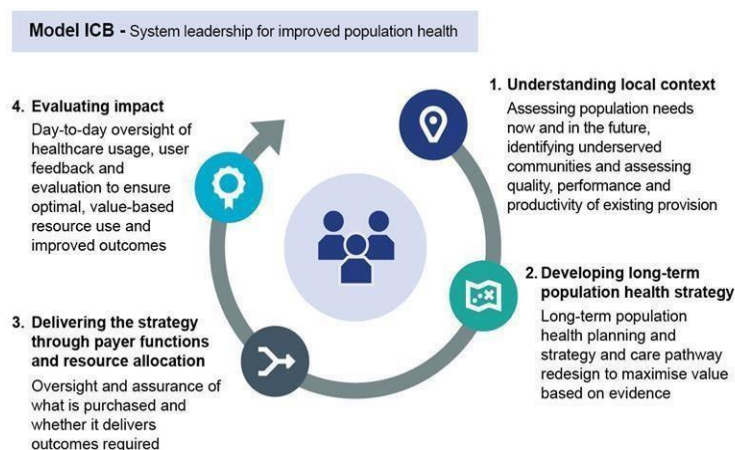 Model ICB - System leadership for improved population health
1. Understanding local context
Assessing population needs
now and in the future,
identifying underserved
communities and assessing
quality, performance and
productivity of existing provision
2. Developing long-term
population health strategy
Long-term population
health planning and
strategy and care pathway
redesign to maximise value
based on evidence
3. Delivering the strategy
through payer functions
and resource allocation
Oversight and assurance of
what is purchased and
whether it delivers
outcomes required
4. Evaluating impact
Day-to-day oversight of
healthcare usage, user
feedback and
evaluation to ensure
optimal, value-based
resource use and
improved outcomes